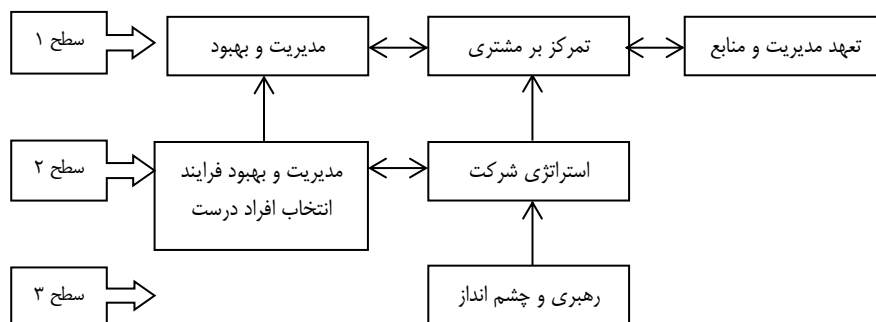 سطح ۱
مدیریت و بهبود
تمرکز بر مشتری
تعهد مدیریت و منابع
سطح ۲
مدیریت و بهبود فرایند
انتخاب افراد درست
استراتژی شرکت
سطح ۳
رهبری و چشم انداز